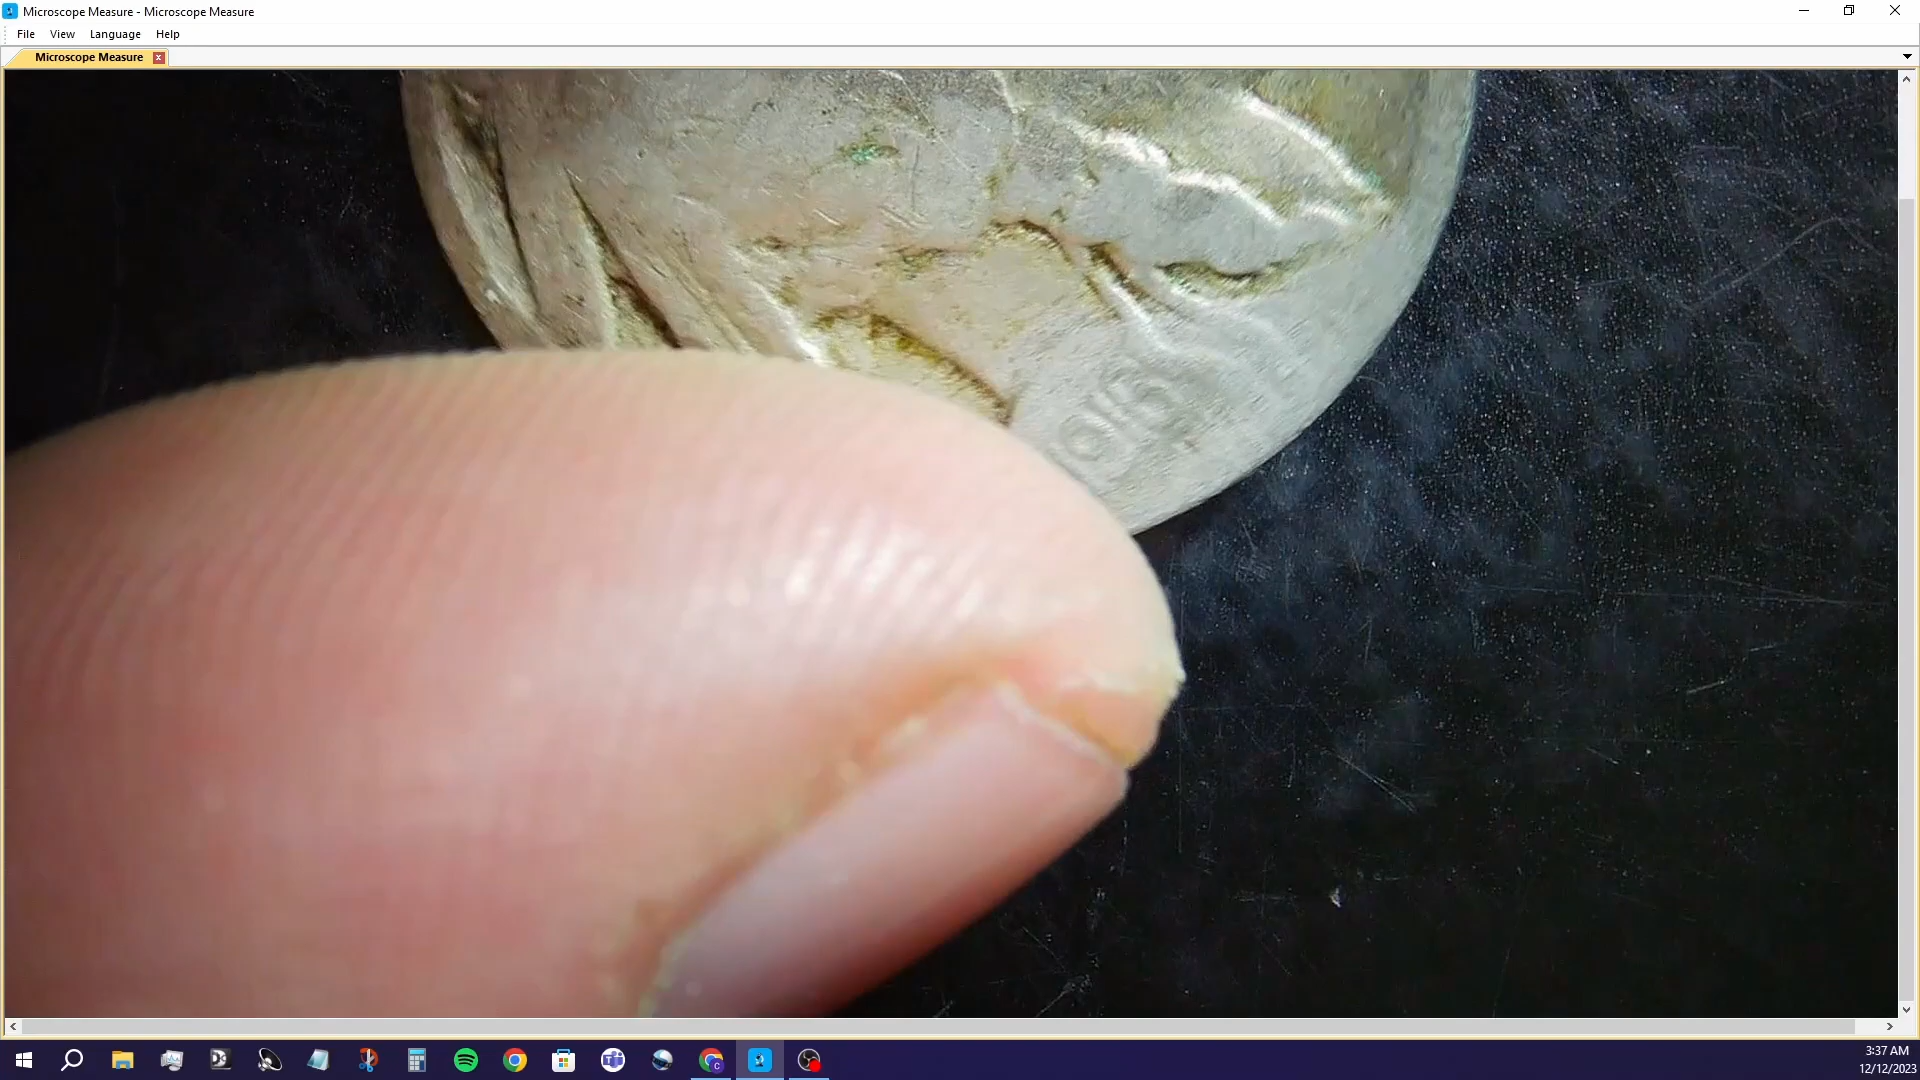 Microscope Measure - Microscope Measure
File View Language Help
Microscope Measure
3:37 AM
12/12/2023